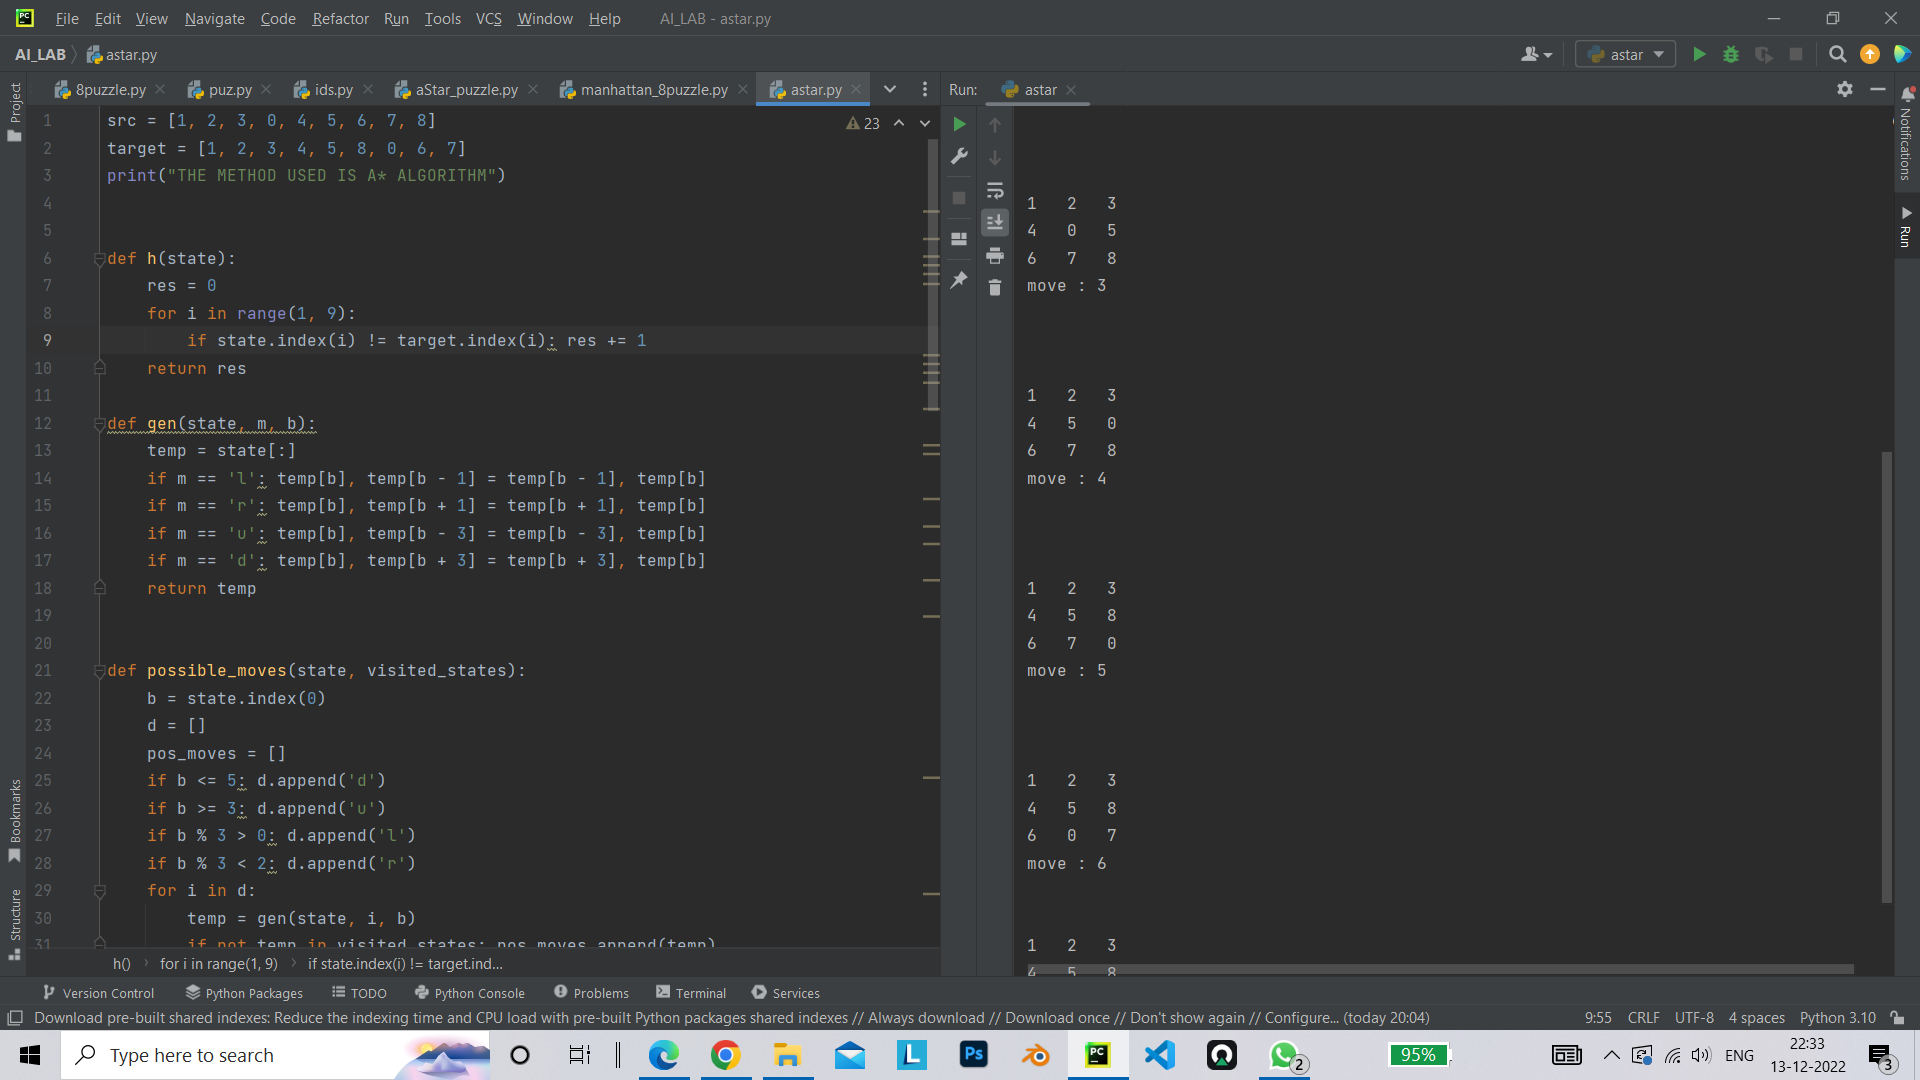 File Edit View Navigate Code Refactor Run Tools VCS Window Help AI_LAB - astar.py
AI_LAB astar.py astar
8puzzle.py puz.py ids.py aStar_puzzle.py manhattan_8puzzle.py astar.py Run: astar
Project
Notifications
Run
Bookmarks
Structure
23
1 src = [1, 2, 3, 0, 4, 5, 6, 7, 8]
2 target = [1, 2, 3, 4, 5, 8, 0, 6, 7]
3 print("THE METHOD USED IS A* ALGORITHM")
4
5
6 def h(state):
7 res = 0
8 for i in range(1, 9):
9 if state.index(i) != target.index(i): res += 1
10 return res
11
12 def gen(state, m, b):
13 temp = state[:]
14 if m == 'l': temp[b], temp[b - 1] = temp[b - 1], temp[b]
15 if m == 'r': temp[b], temp[b + 1] = temp[b + 1], temp[b]
16 if m == 'u': temp[b], temp[b - 3] = temp[b - 3], temp[b]
17 if m == 'd': temp[b], temp[b + 3] = temp[b + 3], temp[b]
18 return temp
19
20
21 def possible_moves(state, visited_states):
22 b = state.index(0)
23 d = []
24 pos_moves = []
25 if b <= 5: d.append('d')
26 if b >= 3: d.append('u')
27 if b % 3 > 0: d.append('l')
28 if b % 3 < 2: d.append('r')
29 for i in d:
30 temp = gen(state, i, b)
31 if not temp in visited_states: pos_moves.append(temp)
h() for i in range(1, 9) if state.index(i) != target.ind...
1 2 3
4 0 5
6 7 8
move : 3
1 2 3
4 5 0
6 7 8
move : 4
1 2 3
4 5 8
6 7 0
move : 5
1 2 3
4 5 8
6 0 7
move : 6
1 2 3
4 5 8
Version Control Python Packages TODO Python Console Problems Terminal Services
Download pre-built shared indexes: Reduce the indexing time and CPU load with pre-built Python packages shared indexes // Always download // Download once // Don't show again // Configure... (today 20:04) 9:55 CRLF UTF-8 4 spaces Python 3.10
Type here to search L Ps PC 2 95% ENG 22:33
13-12-2022 3